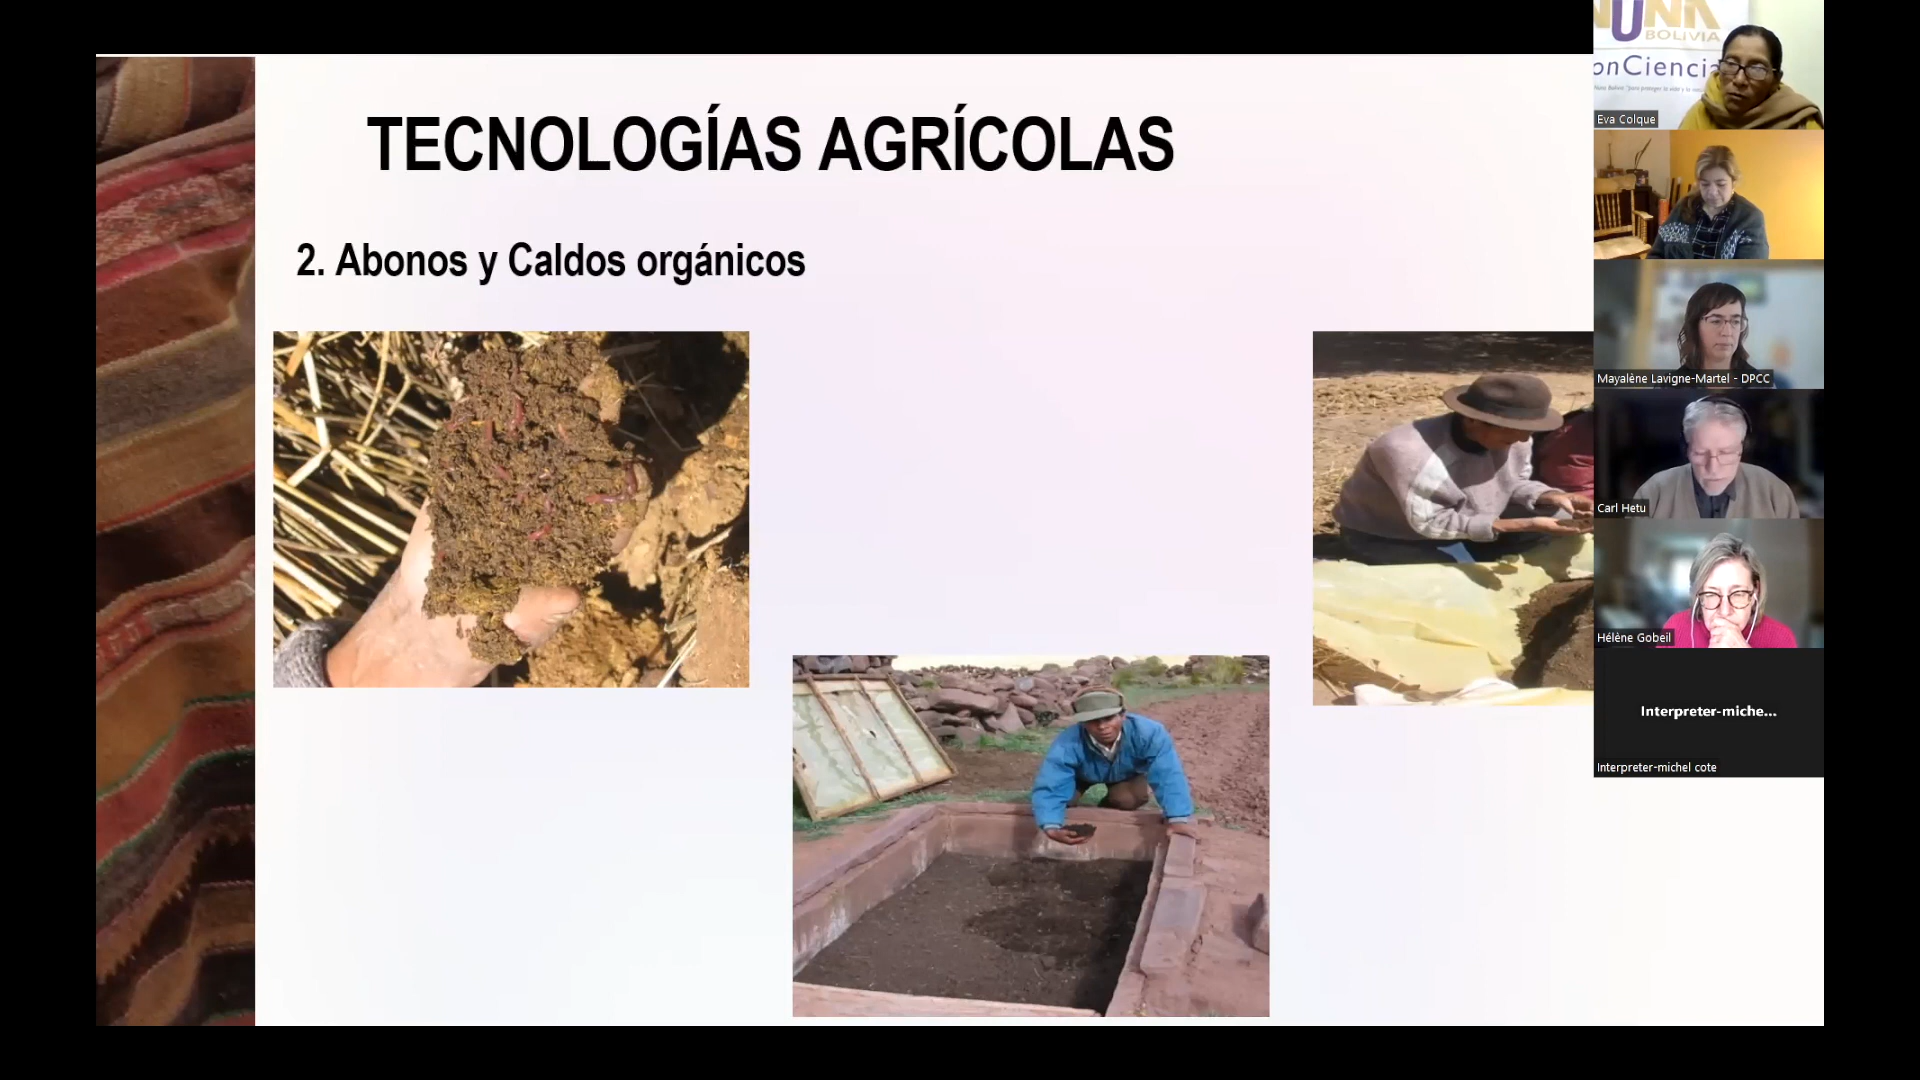 TECNOLOGÍAS AGRÍCOLAS
2. Abonos y Caldos orgánicos
BOLIVIA
onCiencia
Eva Colque
Mayalène Lavigne-Martel - DPCC
Carl Hetu
Hélène Gobeil
Interpreter-miche...
Interpreter-michel cote